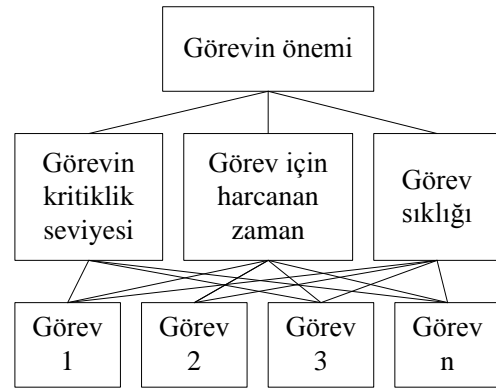 Görevin önemi
Görevin
kritiklik
seviyesi
Görev için
harcanan
zaman
Görev
sıklığı
Görev
1
Görev
2
Görev
3
Görev
n